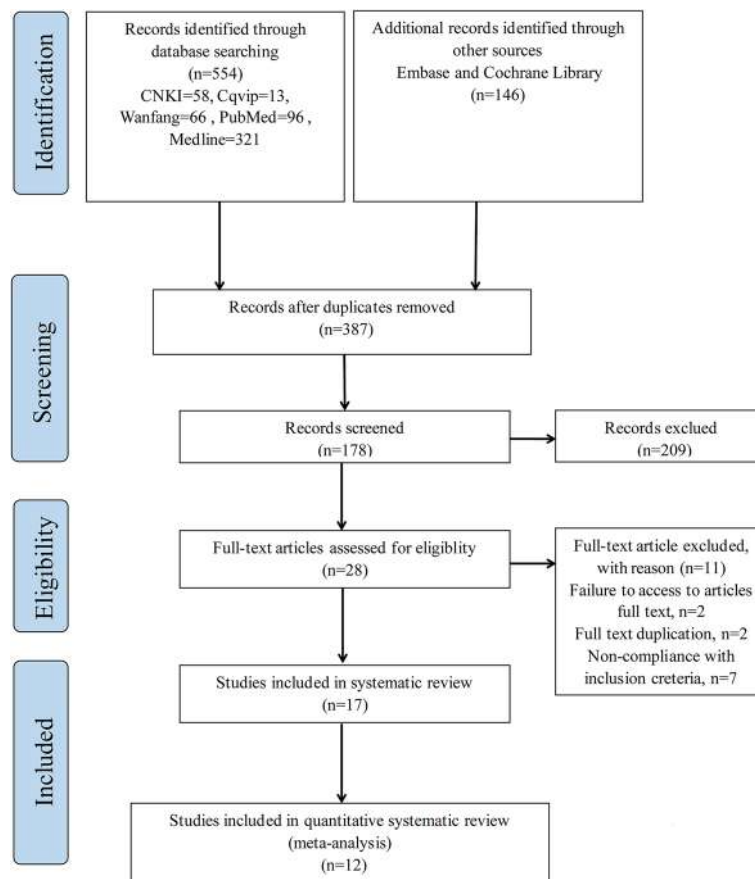 Identification
Records identified through
database searching
(n=554)
CNKI=58, Cqvip=13,
Wanfang=66 , PubMed=96 ,
Medline=321
Additional records identified through
other sources
Embase and Cochrane Library
(n=146)
Screening
Records after duplicates removed
(n=387)
Records screened
(n=178)
Records exclued
(n=209)
Eligibility
Full-text articles assessed for eligiblity
(n=28)
Full-text article excluded,
with reason (n=11)
Failure to access to articles
full text, n=2
Full text duplication, n=2
Non-compliance with
inclusion creteria, n=7
Included
Studies included in systematic review
(n=17)
Studies included in quantitative systematic review
(meta-analysis)
(n=12)